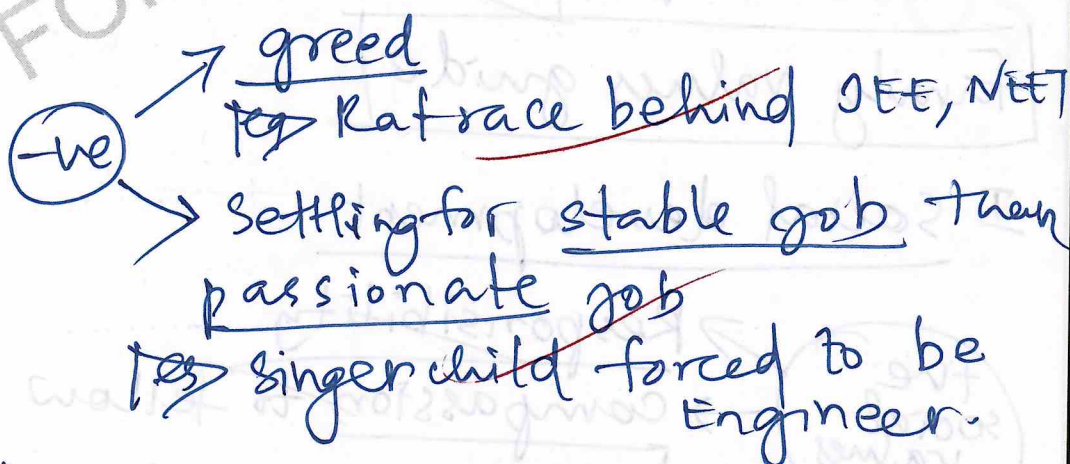 FOR
greed
eg Ratrace behind JEE, NEET
-ve
Settling for stable job than
passionate job
eg singer child forced to be
Engineer.